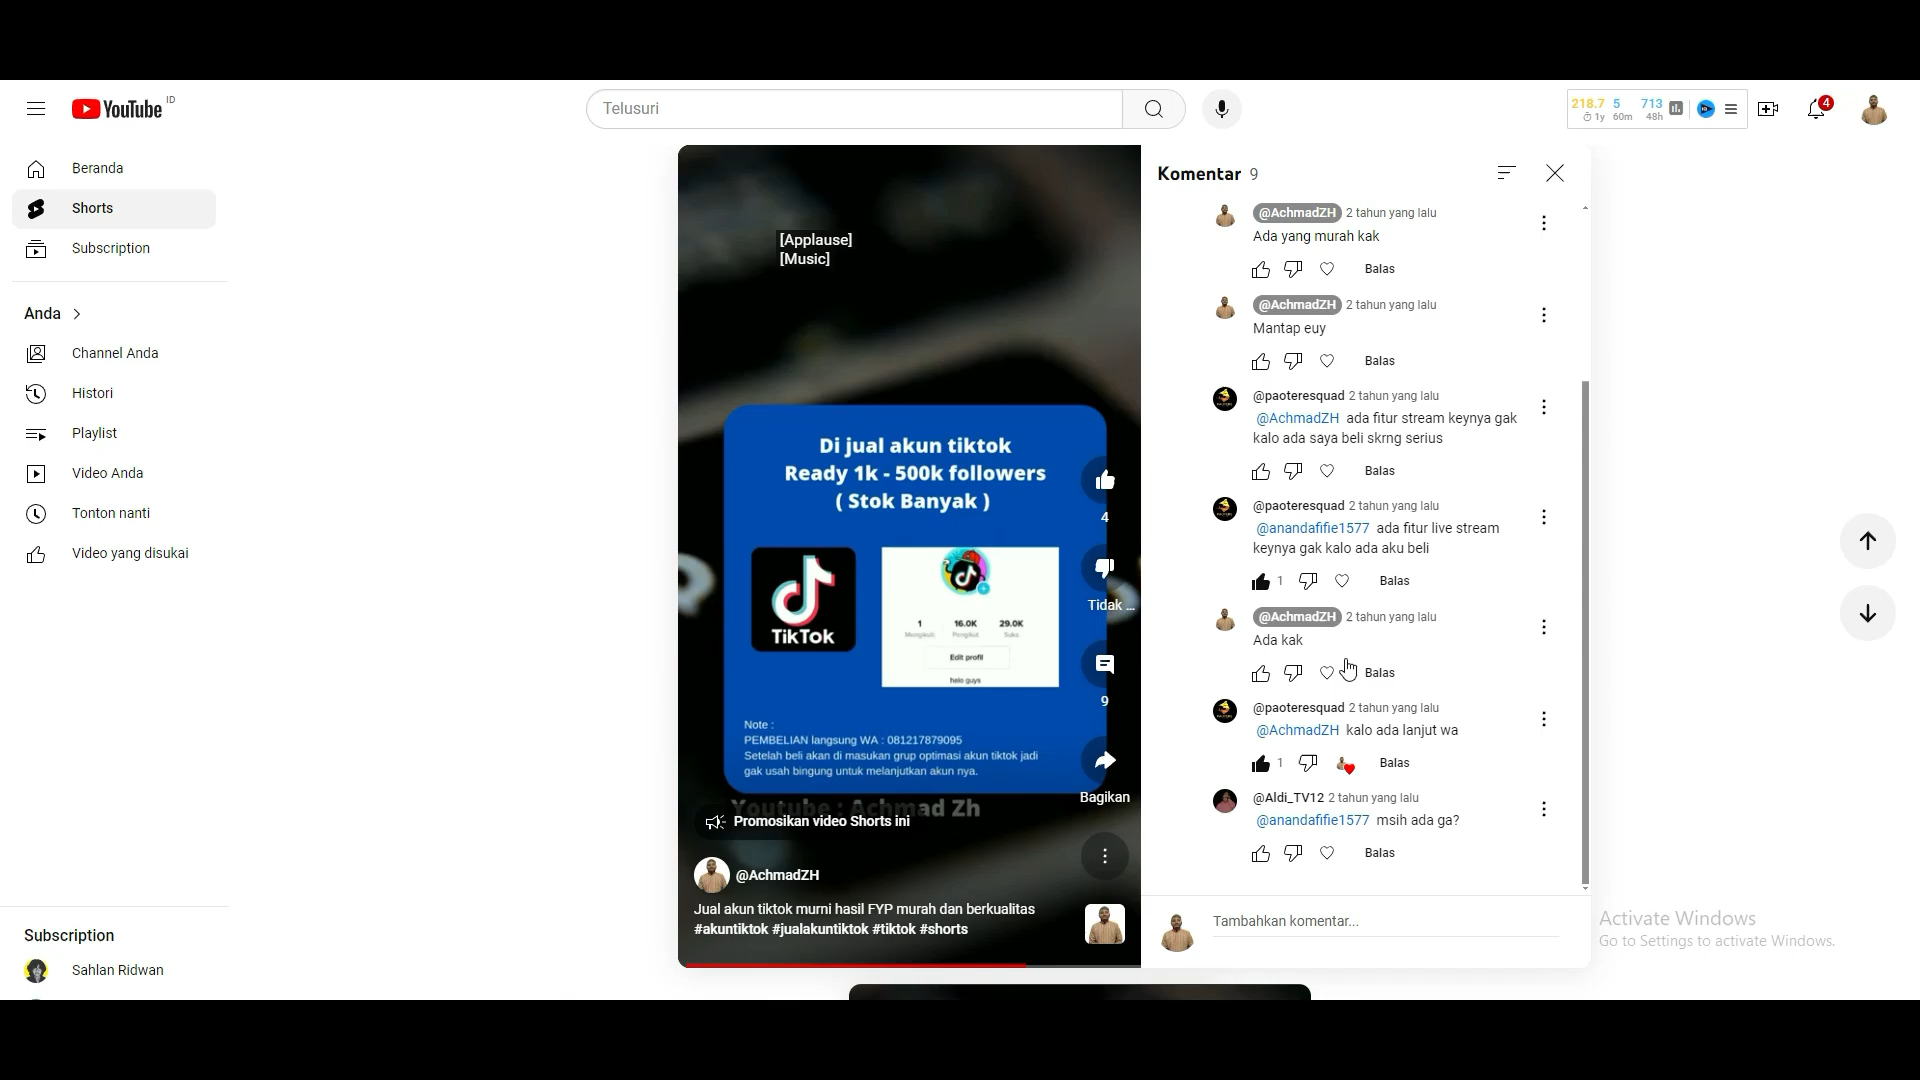 YouTube ID
Telusuri
218.7 5 713
1y 60m 48h
4
Beranda
Shorts
Subscription
Anda
Channel Anda
Histori
Playlist
Video Anda
Tonton nanti
Video yang disukai
Subscription
Sahlan Ridwan
[Applause]
[Music]
Di jual akun tiktok
Ready 1k - 500k followers
( Stok Banyak )
TikTok
1 16.0K 29.0K
Mengikuti Pengikut Suka
Edit profil
helo guys
Note :
PEMBELIAN langsung WA : 081217879095
Setelah beli akan di masukan grup optimasi akun tiktok jadi
gak usah bingung untuk melanjutkan akun nya.
Youtube : Achmad Zh
Promosikan video Shorts ini
@AchmadZH
Jual akun tiktok murni hasil FYP murah dan berkualitas
#akuntiktok #jualakuntiktok #tiktok #shorts
4
Tidak ...
9
Bagikan
Komentar 9
@AchmadZH 2 tahun yang lalu
Ada yang murah kak
Balas
@AchmadZH 2 tahun yang lalu
Mantap euy
Balas
@paoteresquad 2 tahun yang lalu
@AchmadZH ada fitur stream keynya gak
kalo ada saya beli skrng serius
Balas
@paoteresquad 2 tahun yang lalu
@anandafifie1577 ada fitur live stream
keynya gak kalo ada aku beli
1 Balas
@AchmadZH 2 tahun yang lalu
Ada kak
Balas
@paoteresquad 2 tahun yang lalu
@AchmadZH kalo ada lanjut wa
1 Balas
@Aldi_TV12 2 tahun yang lalu
@anandafifie1577 msih ada ga?
Balas
Tambahkan komentar...
Activate Windows
Go to Settings to activate Windows.